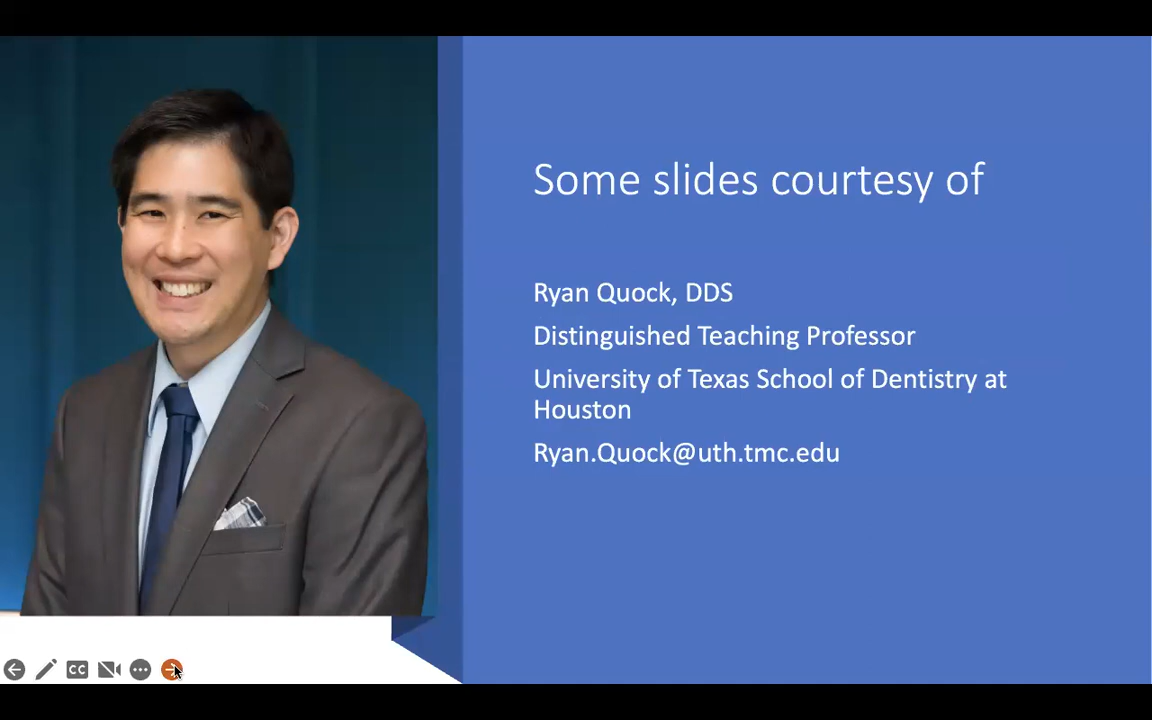 Some slides courtesy of
Ryan Quock, DDS
Distinguished Teaching Professor
University of Texas School of Dentistry at
Houston
Ryan.Quock@uth.tmc.edu
CC